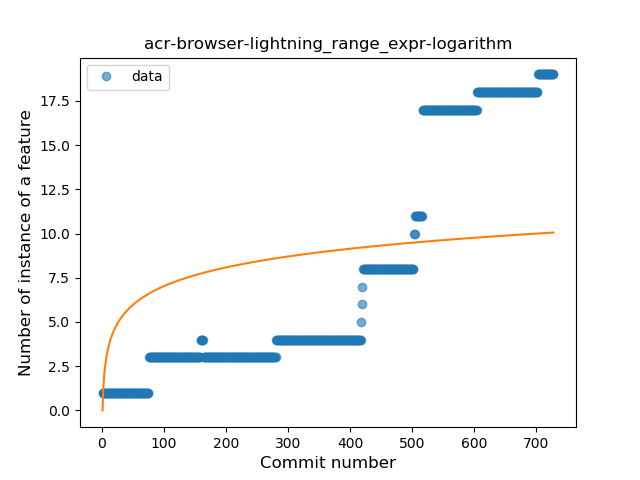 acr-browser-lightning_range_expr-logarithm
data
Number of instance of a feature
17.5
15.0
12.5
10.0
7.5
5.0
2.5
0.0
0 100 200 300 400 500 600 700
Commit number